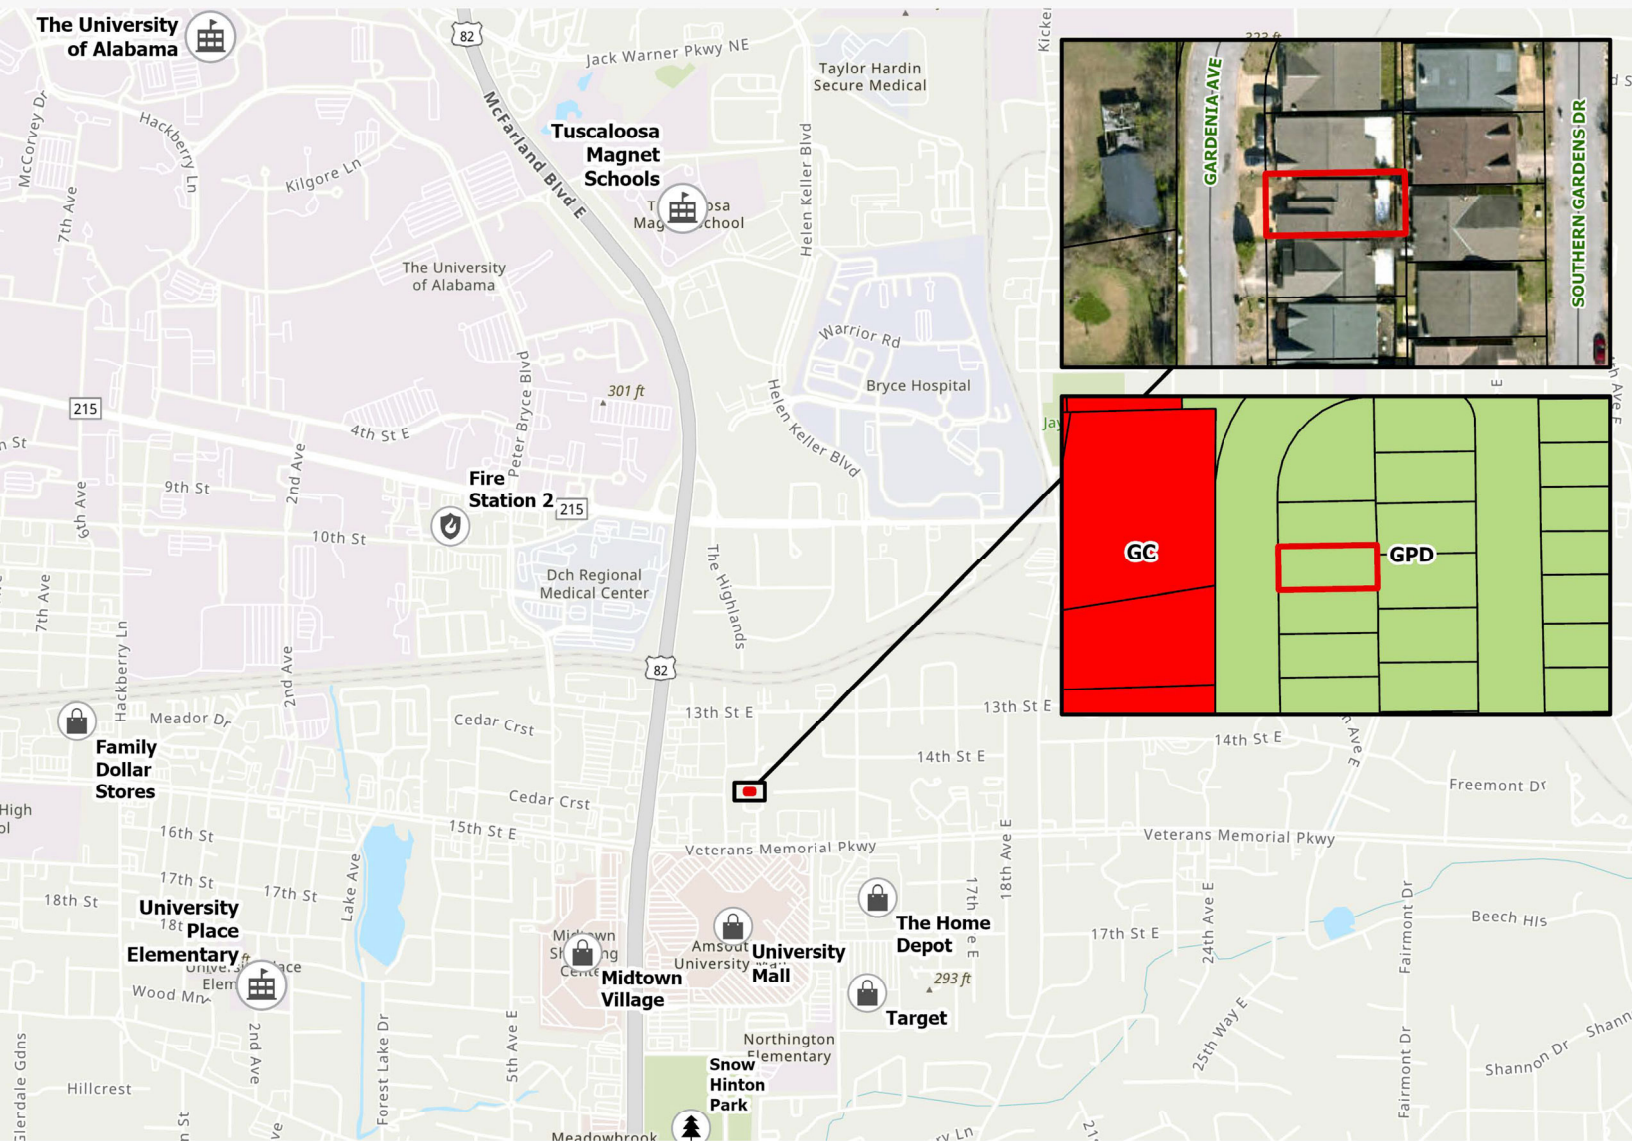 The University
of Alabama
82
Jack Warner Pkwy NE
Taylor Hardin
Secure Medical
McCorvey Dr
Hackberry Ln
Kilgore Ln
7th Ave
McFarland Blvd E
Tuscaloosa
Magnet
Schools
Helen Keller Blvd
323 ft
GARDENIA AVE
SOUTHERN GARDENS DR
The University
of Alabama
Warrior Rd
Bryce Hospital
Helen Keller Blvd
301 ft
Peter Bryce Blvd
215
4th St E
2nd Ave
9th St
6th Ave
Fire
Station 2
215
10th St
Dch Regional
Medical Center
The Highlands
7th Ave
GC
GPD
82
Hackberry Ln
2nd Ave
Meador Dr
Cedar Crst
13th St E
13th St E
14th St E
14th St E
Family
Dollar
Stores
Cedar Crst
15th St E
16th St
Freemont Dr
Veterans Memorial Pkwy
Veterans Memorial Pkwy
18th Ave E
17th St
17th St
18th St
Lake Ave
University
Place
Elementary
Wood Mnr
The Home
Depot
University
Mall
Midtown
Village
Target
293 ft
17th St E
24th Ave E
Fairmont Dr
Beech Hls
Northington
Elementary
Snow
Hinton
Park
Meadowbrook
2nd Ave
Forest Lake Dr
5th Ave E
Glendale Gdns
Hillcrest
25th Way E
Fairmont Dr
Shannon Dr